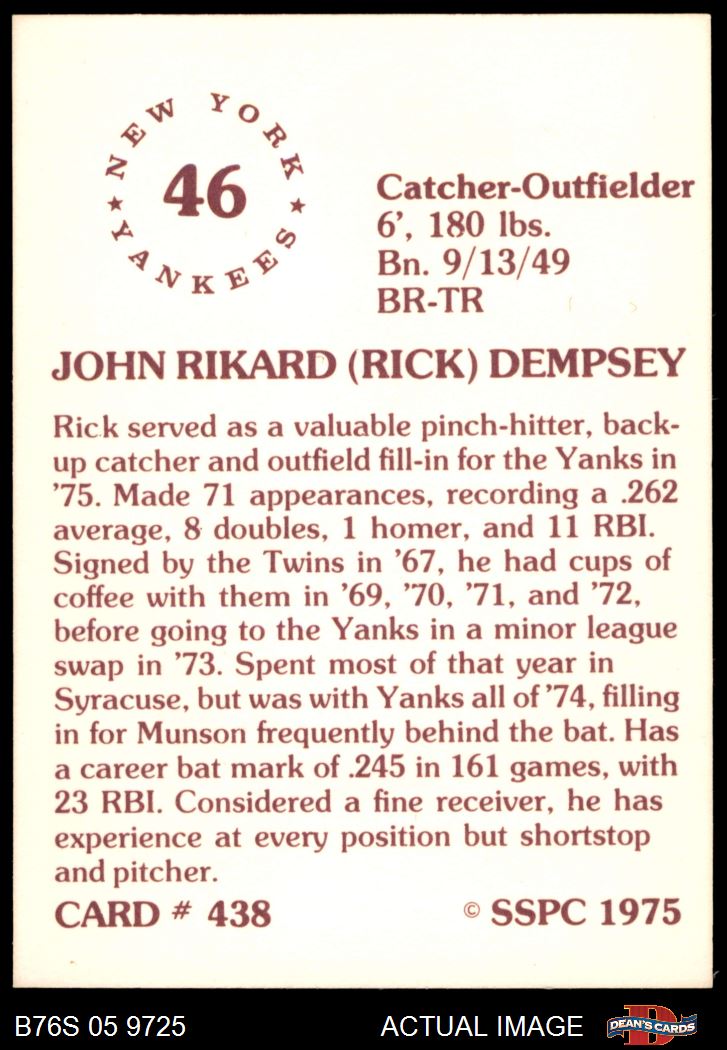 NEW YORK
46
YANKEES
Catcher-Outfielder
6', 180 lbs.
Bn. 9/13/49
BR-TR
JOHN RIKARD (RICK) DEMPSEY
Rick served as a valuable pinch-hitter, back-
up catcher and outfield fill-in for the Yanks in
'75. Made 71 appearances, recording a .262
average, 8 doubles, 1 homer, and 11 RBI.
Signed by the Twins in '67, he had cups of
coffee with them in '69, '70, '71, and '72,
before going to the Yanks in a minor league
swap in '73. Spent most of that year in
Syracuse, but was with Yanks all of '74, filling
in for Munson frequently behind the bat. Has
a career bat mark of .245 in 161 games, with
23 RBI. Considered a fine receiver, he has
experience at every position but shortstop
and pitcher.
CARD # 438 © SSPC 1975
B76S 05 9725 ACTUAL IMAGE DEAN'S CARDS